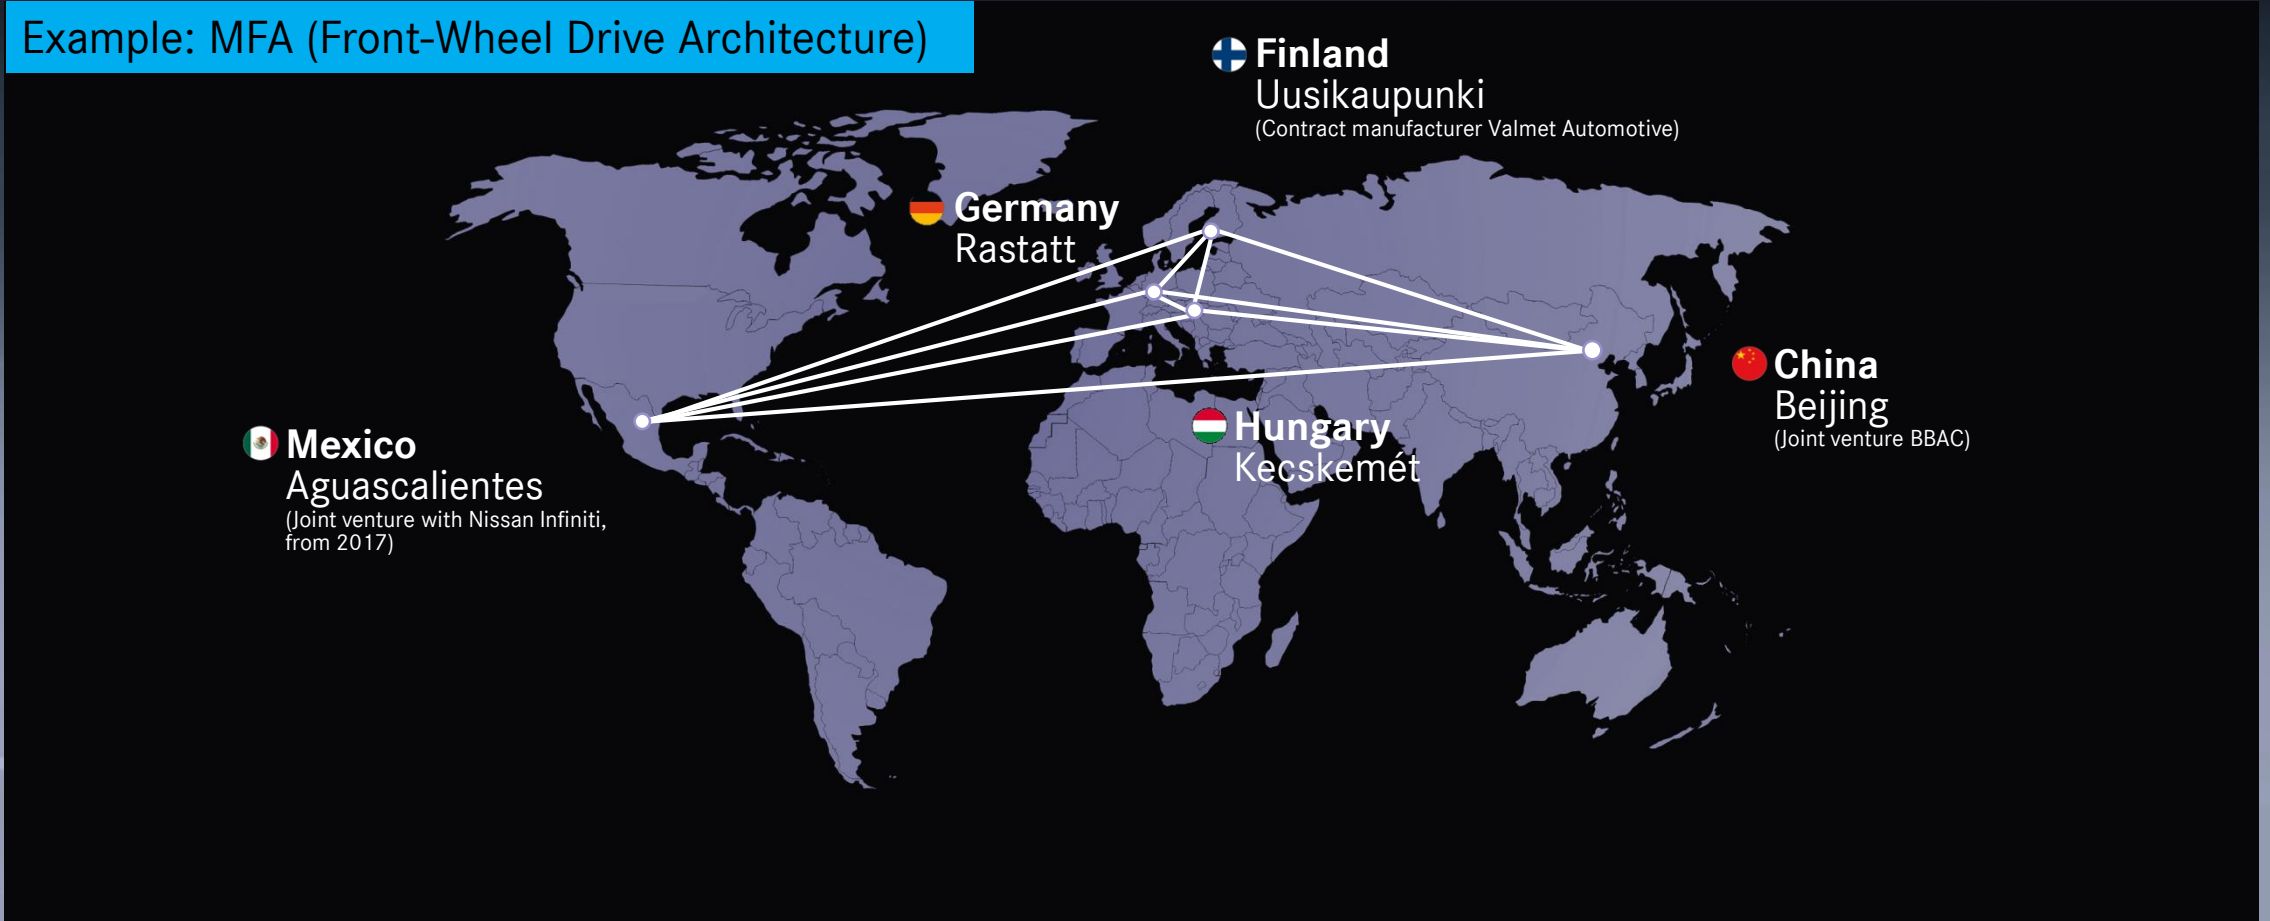 Example: MFA (Front-Wheel Drive Architecture)
Finland
Uusikaupunki
(Contract manufacturer Valmet Automotive)
Germany
Rastatt
China
Beijing
(Joint venture BBAC)
Hungary
Kecskemét
Mexico
Aguascalientes
(Joint venture with Nissan Infiniti,
from 2017)